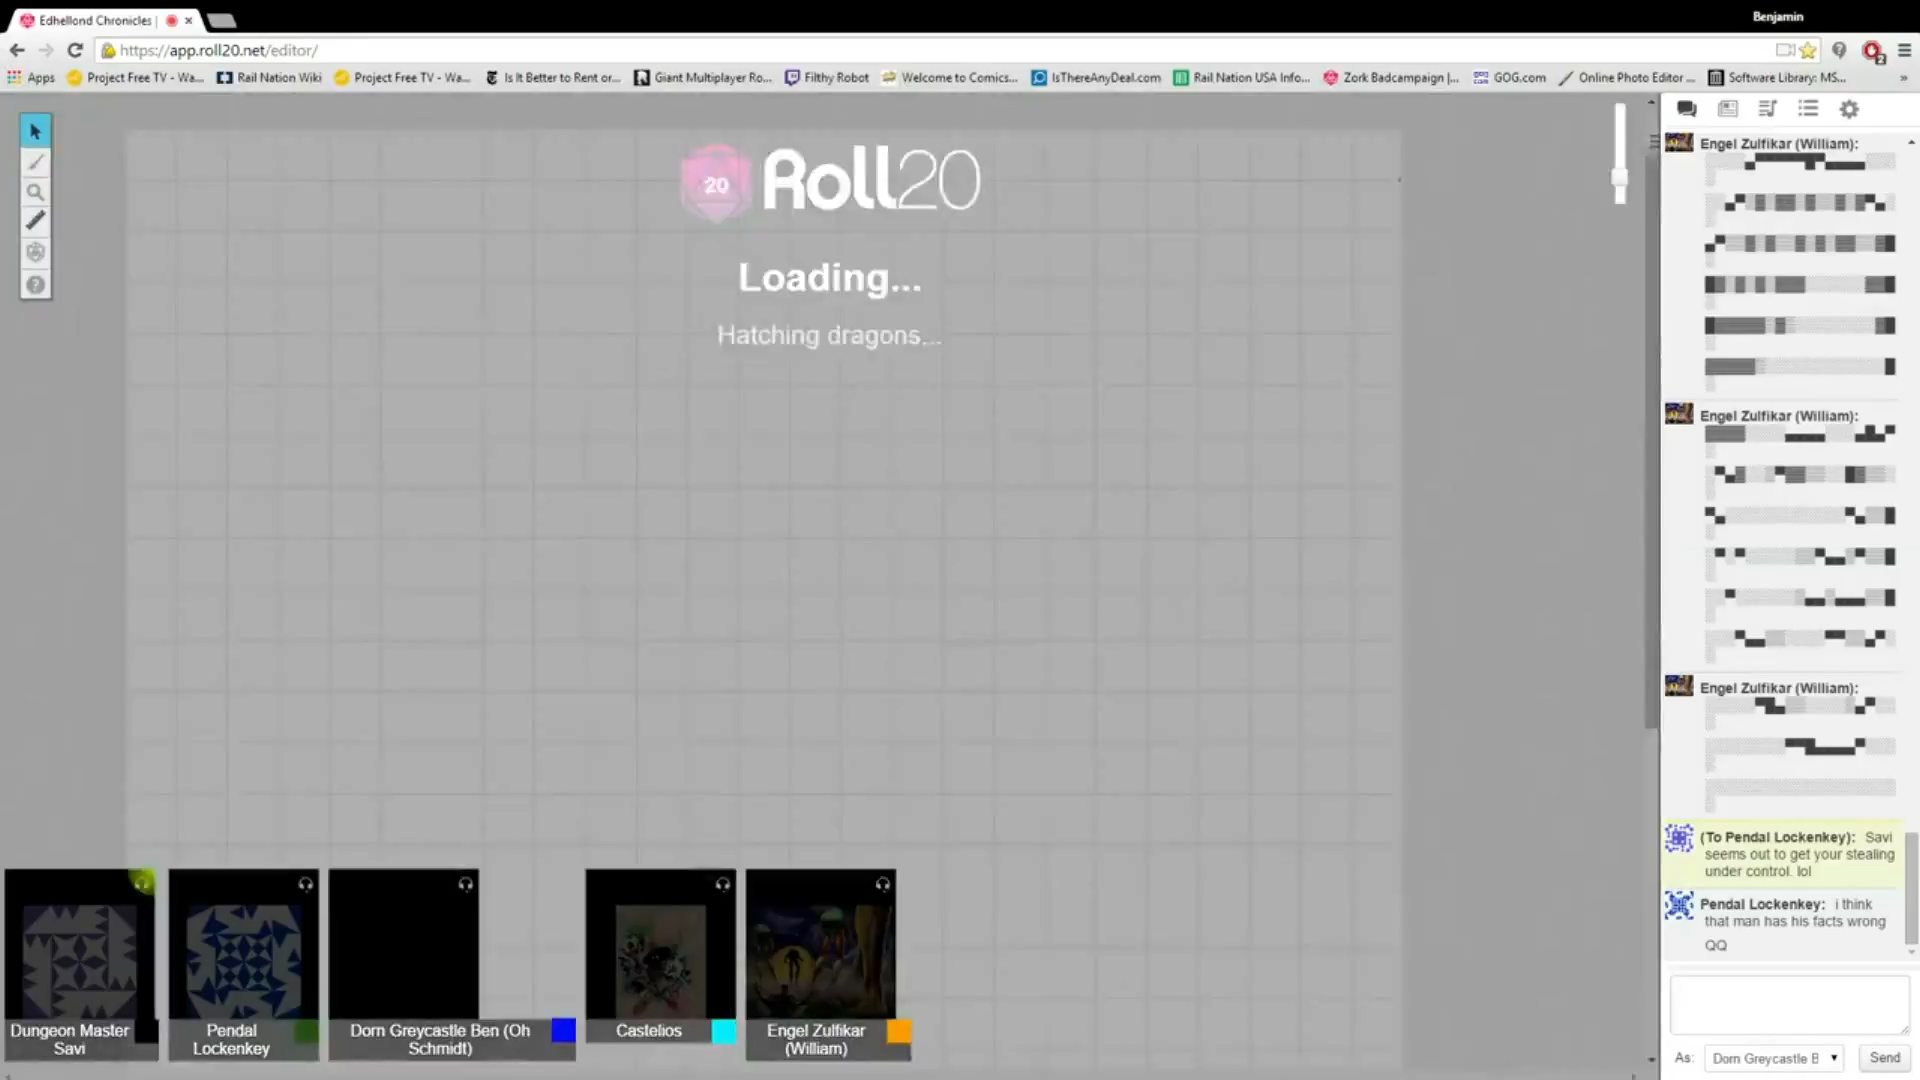 Edhellond Chronicles |
Benjamin
https://app.roll20.net/editor/
2
Apps
Project Free TV - Wa...
Rail Nation Wiki
Project Free TV - Wa...
Is It Better to Rent or...
Giant Multiplayer Ro...
Filthy Robot
Welcome to Comics...
IsThereAnyDeal.com
Rail Nation USA Info...
Zork Badcampaign |...
GOG.com
Online Photo Editor ...
Software Library: MS...
»
20 Roll20
Loading...
Hatching dragons...
Engel Zulfikar (William):
Engel Zulfikar (William):
Engel Zulfikar (William):
(To Pendal Lockenkey): Savi
seems out to get your stealing
under control. lol
Pendal Lockenkey: i think
that man has his facts wrong
QQ
Dungeon Master
Savi
Pendal
Lockenkey
Dorn Greycastle Ben (Oh
Schmidt)
Castelios
Engel Zulfikar
(William)
As: Dorn Greycastle B
Send